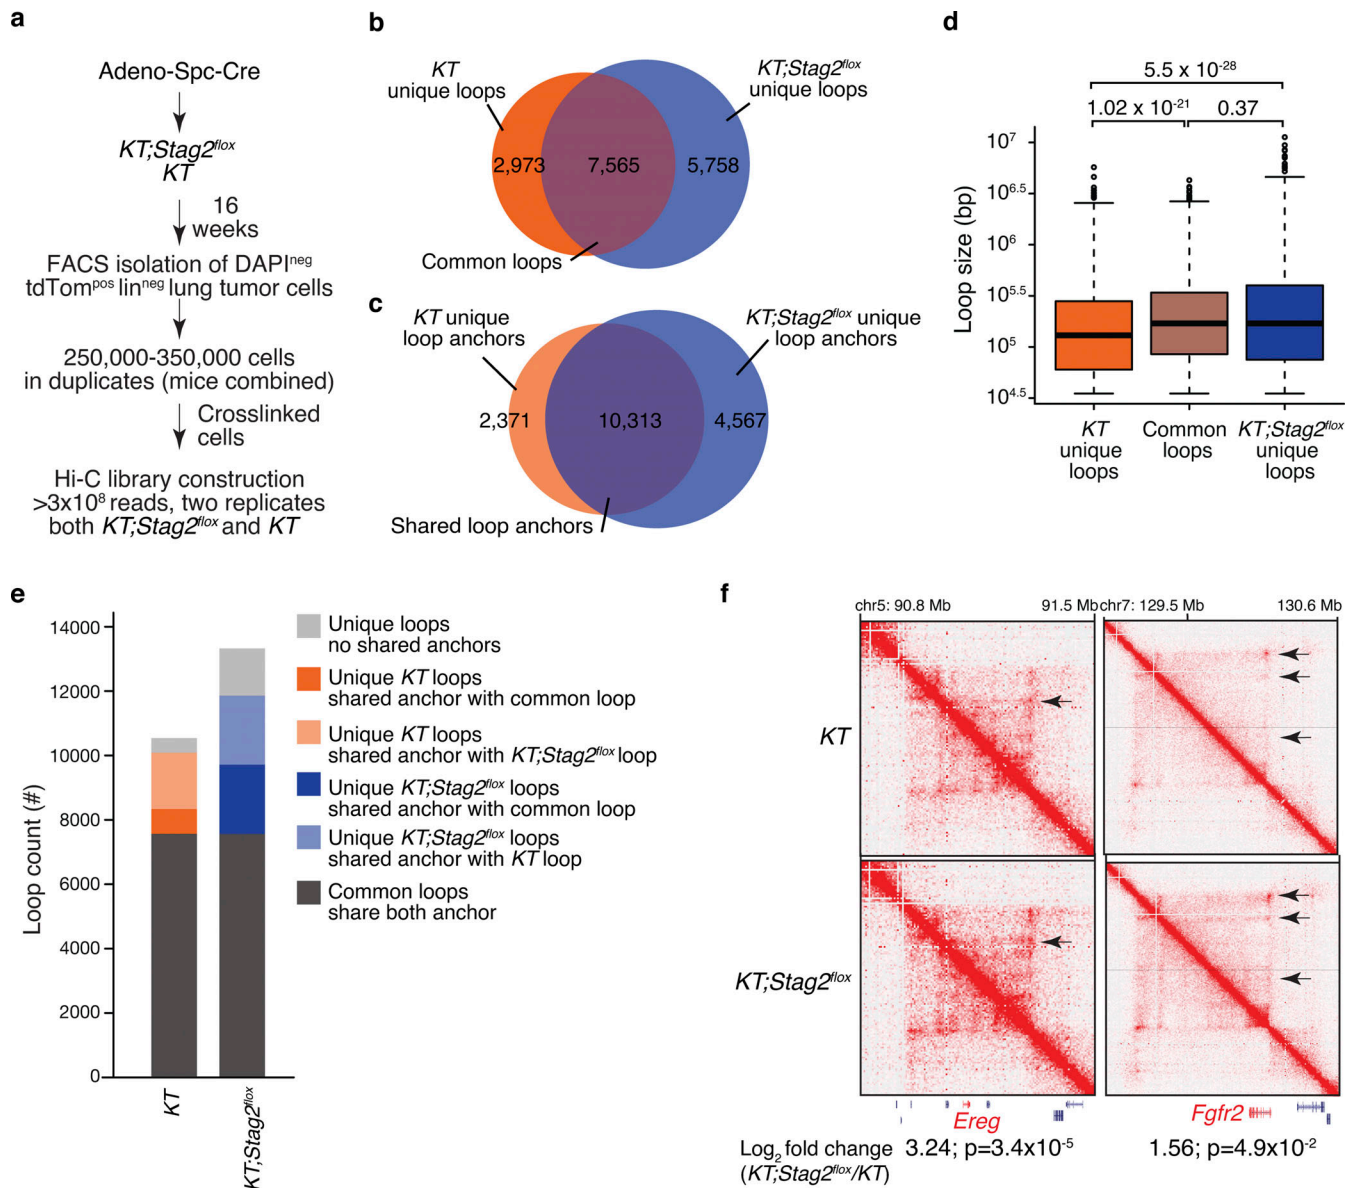 a
Adeno-Spc-Cre
KT;Stag2flox
KT
16
weeks
FACS isolation of DAPIneg
tdTompos linneg lung tumor cells
250,000-350,000 cells
in duplicates (mice combined)
Crosslinked
cells
Hi-C library construction
>3x10⁸ reads, two replicates
both KT;Stag2flox and KT
b
KT
unique loops
KT;Stag2flox
unique loops
2,973
7,565
5,758
Common loops
c
KT unique
loop anchors
KT;Stag2flox unique
loop anchors
2,371
10,313
4,567
Shared loop anchors
d
5.5 x 10⁻²⁸
1.02 x 10⁻²¹
0.37
Loop size (bp)
10⁷
10⁶·⁵
10⁶
10⁵·⁵
10⁵
10⁴·⁵
KT
unique
loops
Common
loops
KT;Stag2flox
unique
loops
e
Loop count (#)
14000
12000
10000
8000
6000
4000
2000
0
KT
KT;Stag2flox
Unique loops
no shared anchors
Unique KT loops
shared anchor with common loop
Unique KT loops
shared anchor with KT;Stag2flox loop
Unique KT;Stag2flox loops
shared anchor with common loop
Unique KT;Stag2flox loops
shared anchor with KT loop
Common loops
share both anchor
f
chr5: 90.8 Mb
91.5 Mb
chr7: 129.5 Mb
130.6 Mb
KT
KT;Stag2flox
Ereg
Fgfr2
Log₂ fold change
(KT;Stag2flox/KT)
3.24; p=3.4x10⁻⁵
1.56; p=4.9x10⁻²